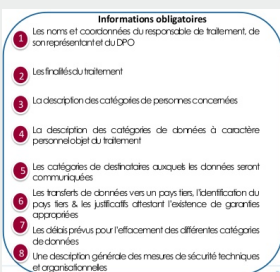 Informations obligatoires
1 Les noms et coordonnées du responsable de traitement, de
son représentant et du DPO
2 Les finalités du traitement
3 La description des catégories de personnes concernées
4 La description des catégories de données à caractère
personnel objet du traitement
5 Les catégories de destinataires auxquels les données seront
communiquées
6 Les transferts de données vers un pays tiers, l'identification du
pays tiers & les justificatifs attestant l'existence de garanties
appropriées
7 Les délais prévus pour l'effacement des différentes catégories
de données
8 Une description générale des mesures de sécurité techniques
et organisationnelles